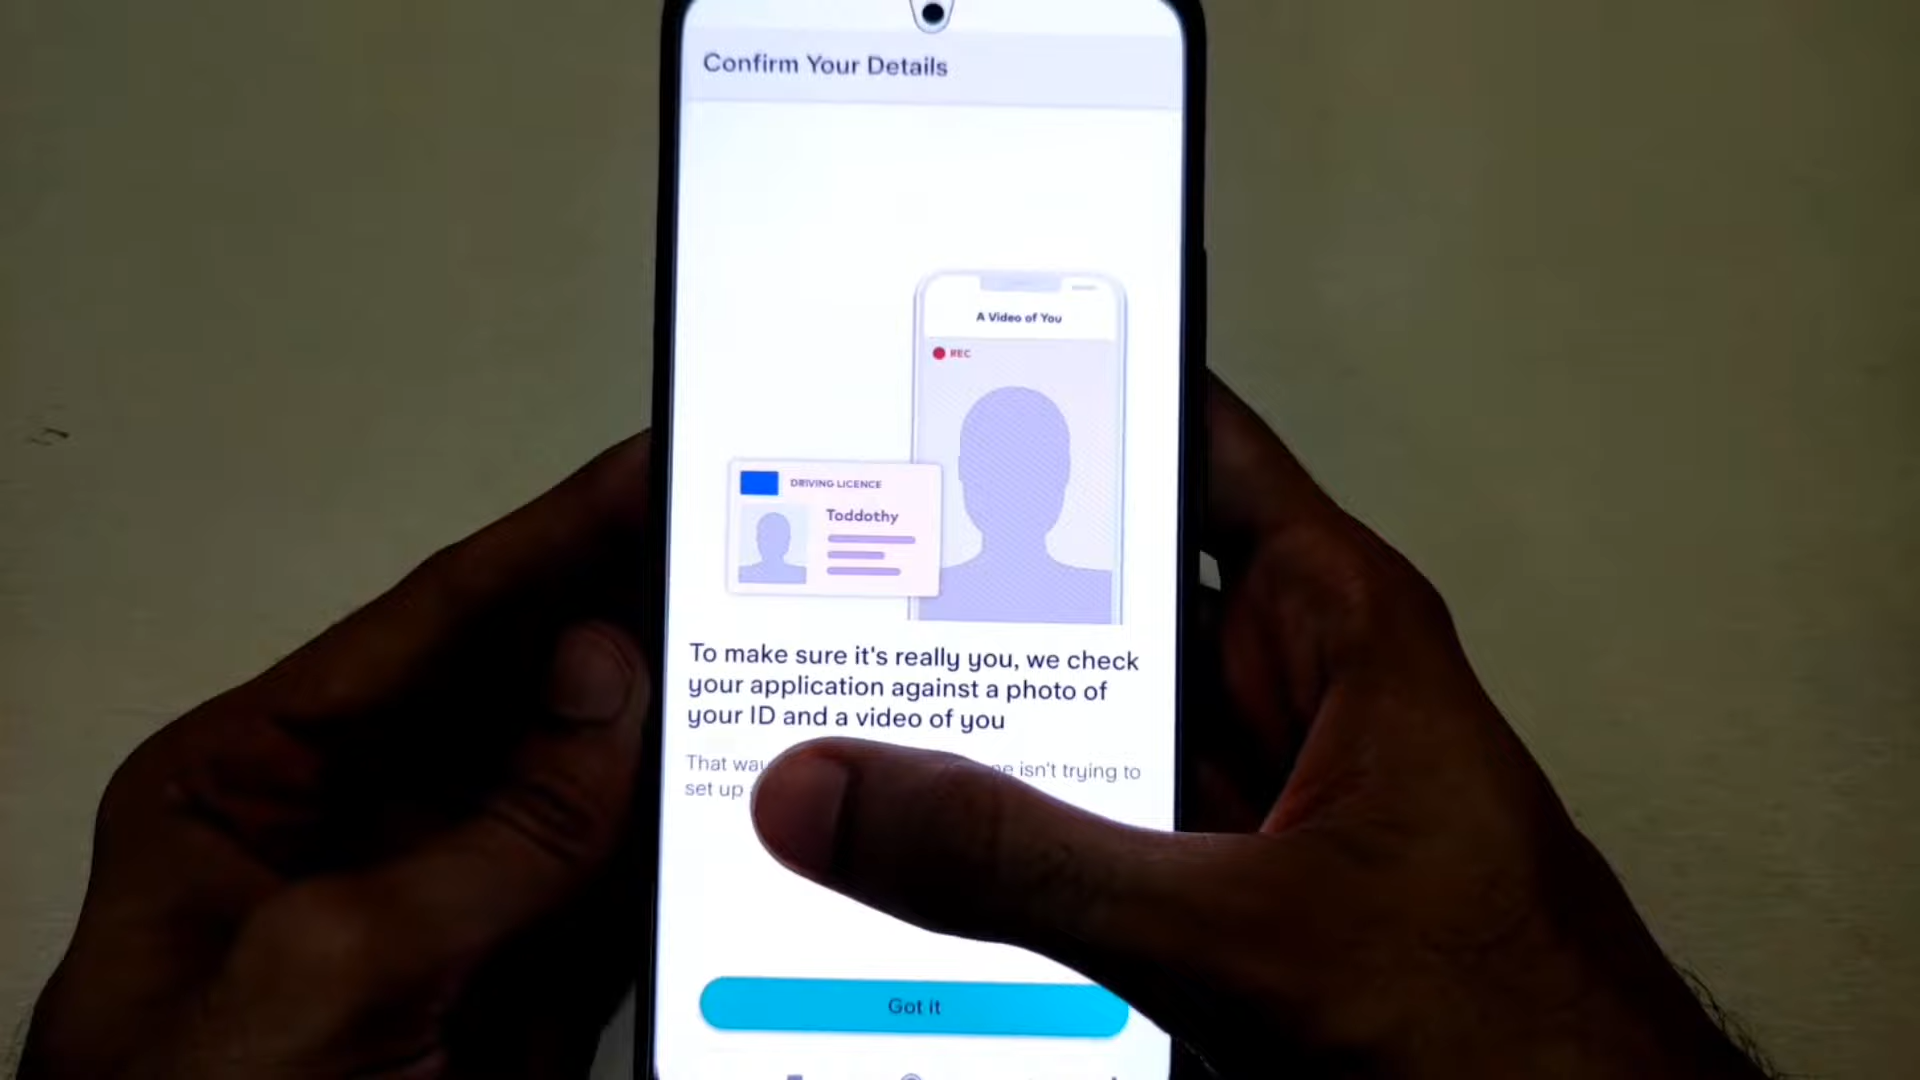 Confirm Your Details
A Video of You
REC
DRIVING LICENCE
Toddothy
To make sure it's really you, we check
your application against a photo of
your ID and a video of you
That way isn't trying to
set up
Got it